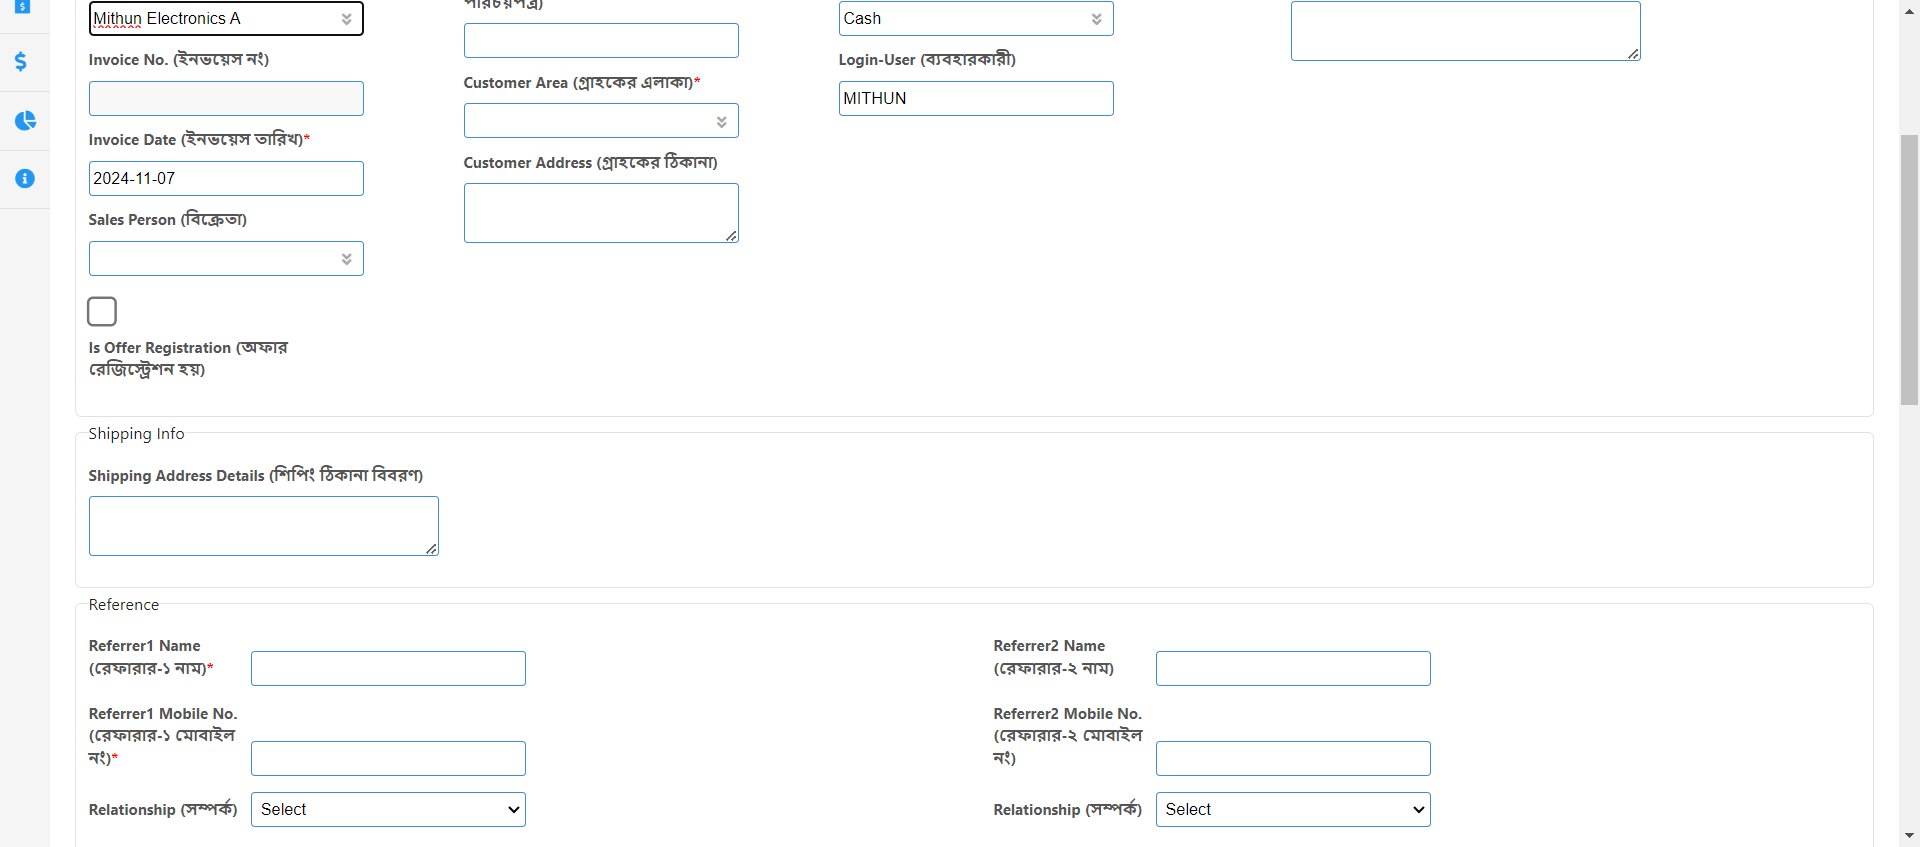 Mithun Electronics A
Invoice No. (ইনভয়েস নং)
Invoice Date (ইনভয়েস তারিখ)*
2024-11-07
Sales Person (বিক্রেতা)
Is Offer Registration (অফার
রেজিস্ট্রেশন হয়)
পরিচয়পত্র)
Customer Area (গ্রাহকের এলাকা)*
Customer Address (গ্রাহকের ঠিকানা)
Cash
Login-User (ব্যবহারকারী)
MITHUN
Shipping Info
Shipping Address Details (শিপিং ঠিকানা বিবরণ)
Reference
Referrer1 Name
(রেফারার-১ নাম)*
Referrer1 Mobile No.
(রেফারার-১ মোবাইল
নং)*
Relationship (সম্পর্ক)
Select
Referrer2 Name
(রেফারার-২ নাম)
Referrer2 Mobile No.
(রেফারার-২ মোবাইল
নং)
Relationship (সম্পর্ক)
Select